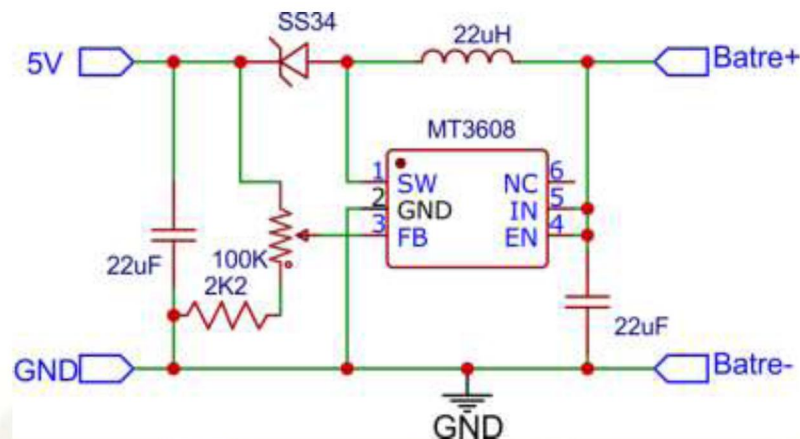 SS34
22uH
5V
Batre+
MT3608
1
SW
NC
6
2
GND
IN
5
3
FB
EN
4
100K
22uF
2K2
22uF
GND
Batre-
GND